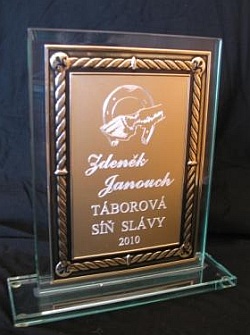 Zdeněk
Janouch
TÁBOROVÁ
SÍŇ SLÁVY
2010